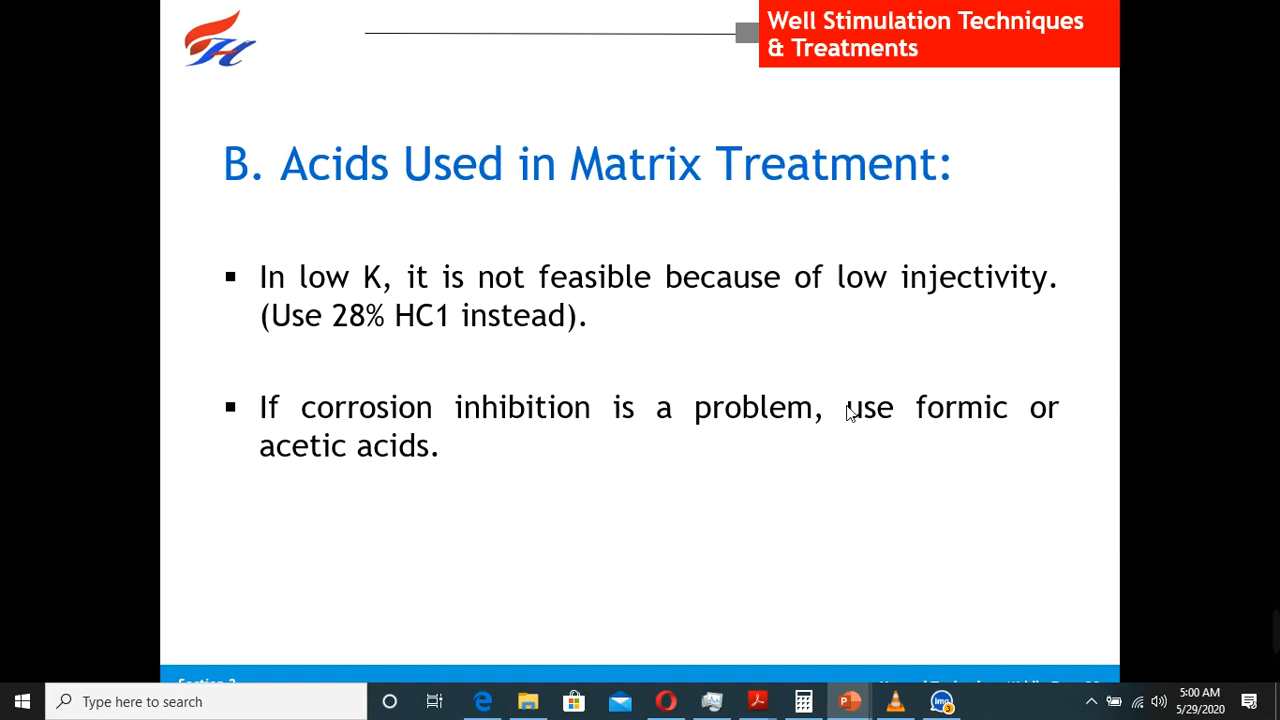 Well Stimulation Techniques
& Treatments
B. Acids Used in Matrix Treatment:
▪ In low K, it is not feasible because of low injectivity.
(Use 28% HC1 instead).
▪ If corrosion inhibition is a problem, use formic or
acetic acids.
Type here to search
5:00 AM
5/29/2020